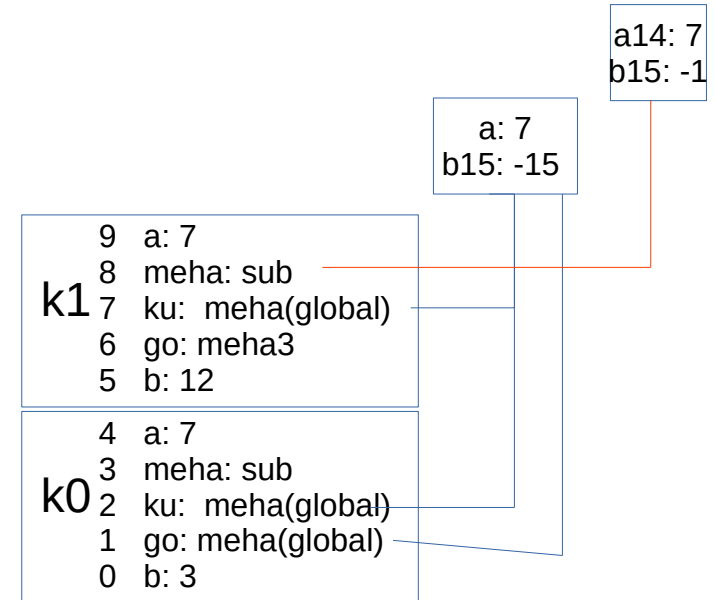 a14: 7
b15: -1
a: 7
b15: -15
k1
9 a: 7
8 meha: sub
7 ku: meha(global)
6 go: meha3
5 b: 12
k0
4 a: 7
3 meha: sub
2 ku: meha(global)
1 go: meha(global)
0 b: 3